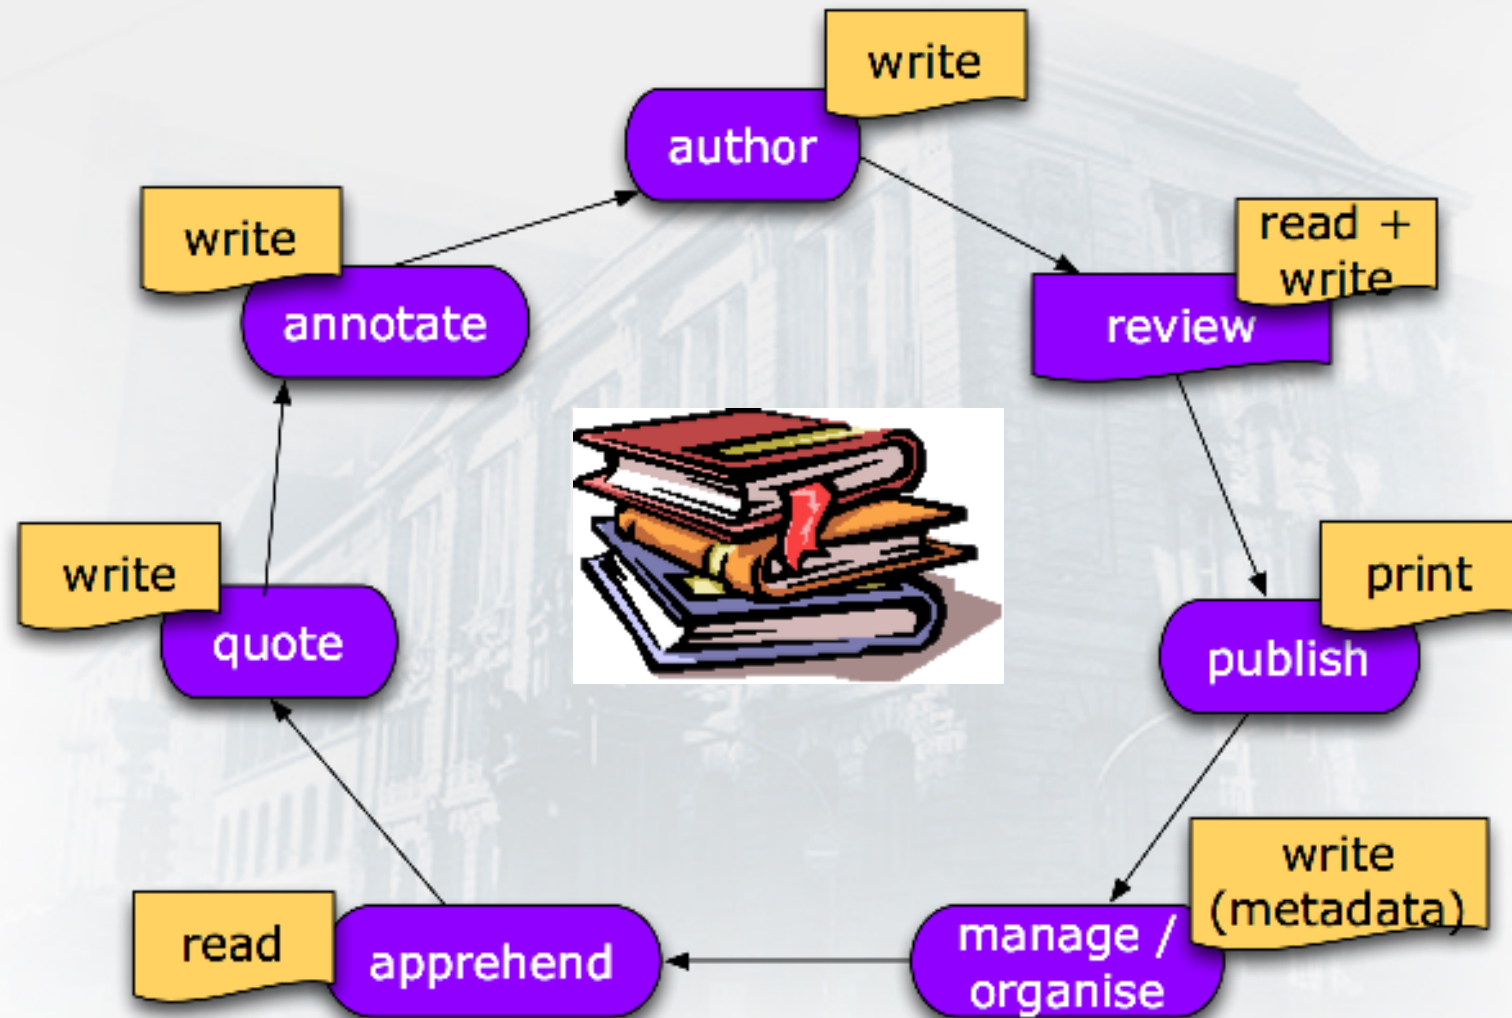 write
author
read +
write
review
print
publish
write
(metadata)
manage /
organise
read
apprehend
write
quote
write
annotate